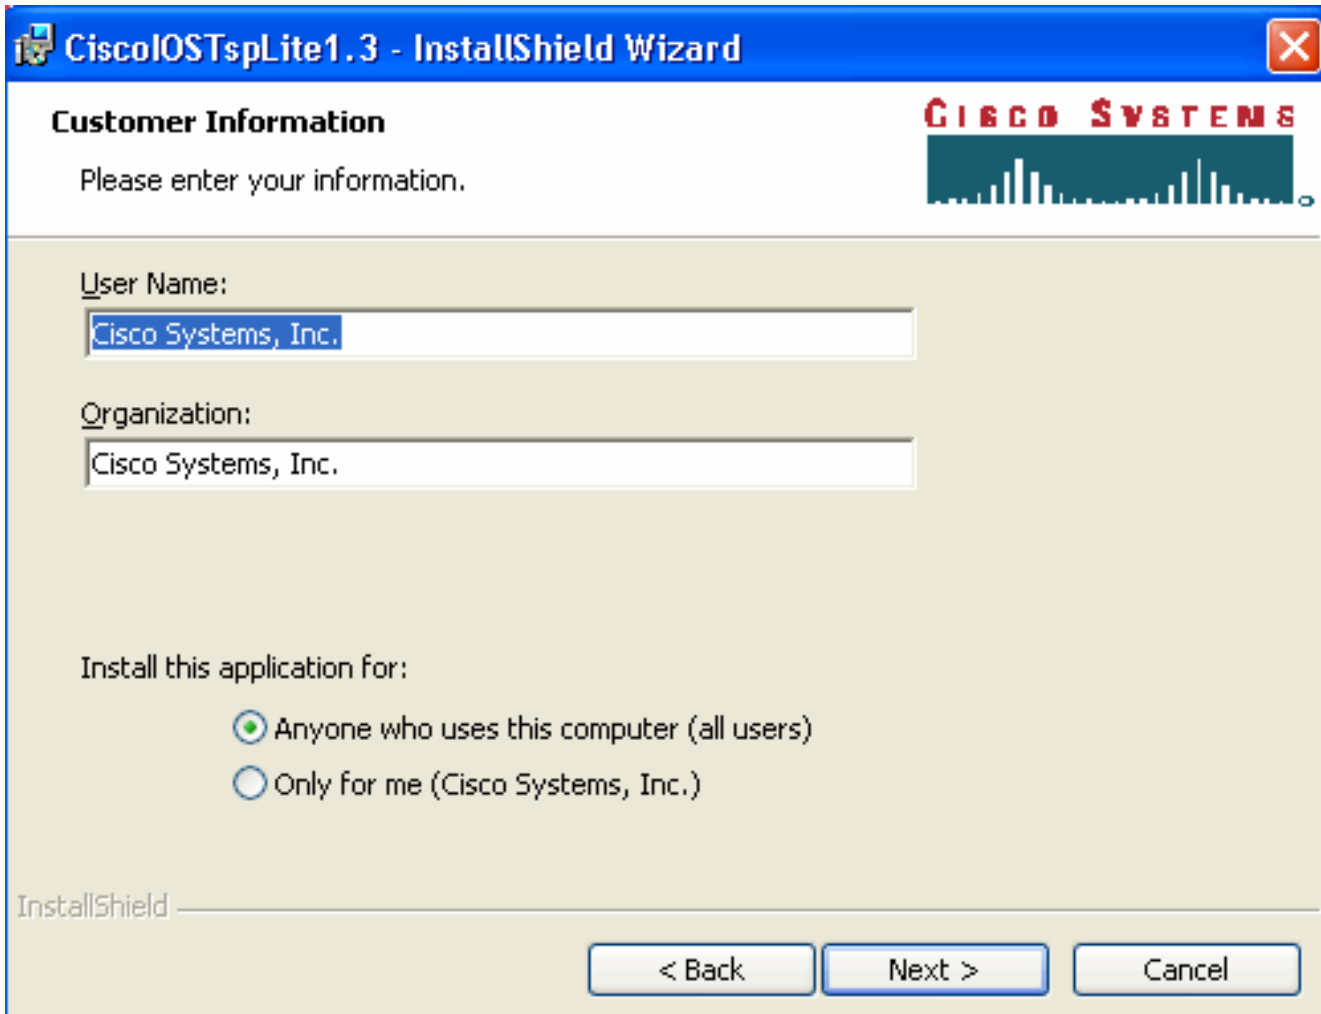 CiscoIOSTspLite1.3 - InstallShield Wizard
Customer Information
CISCO SYSTEMS
Please enter your information.
User Name:
Cisco Systems, Inc.
Organization:
Cisco Systems, Inc.
Install this application for:
Anyone who uses this computer (all users)
Only for me (Cisco Systems, Inc.)
InstallShield
< Back
Next >
Cancel